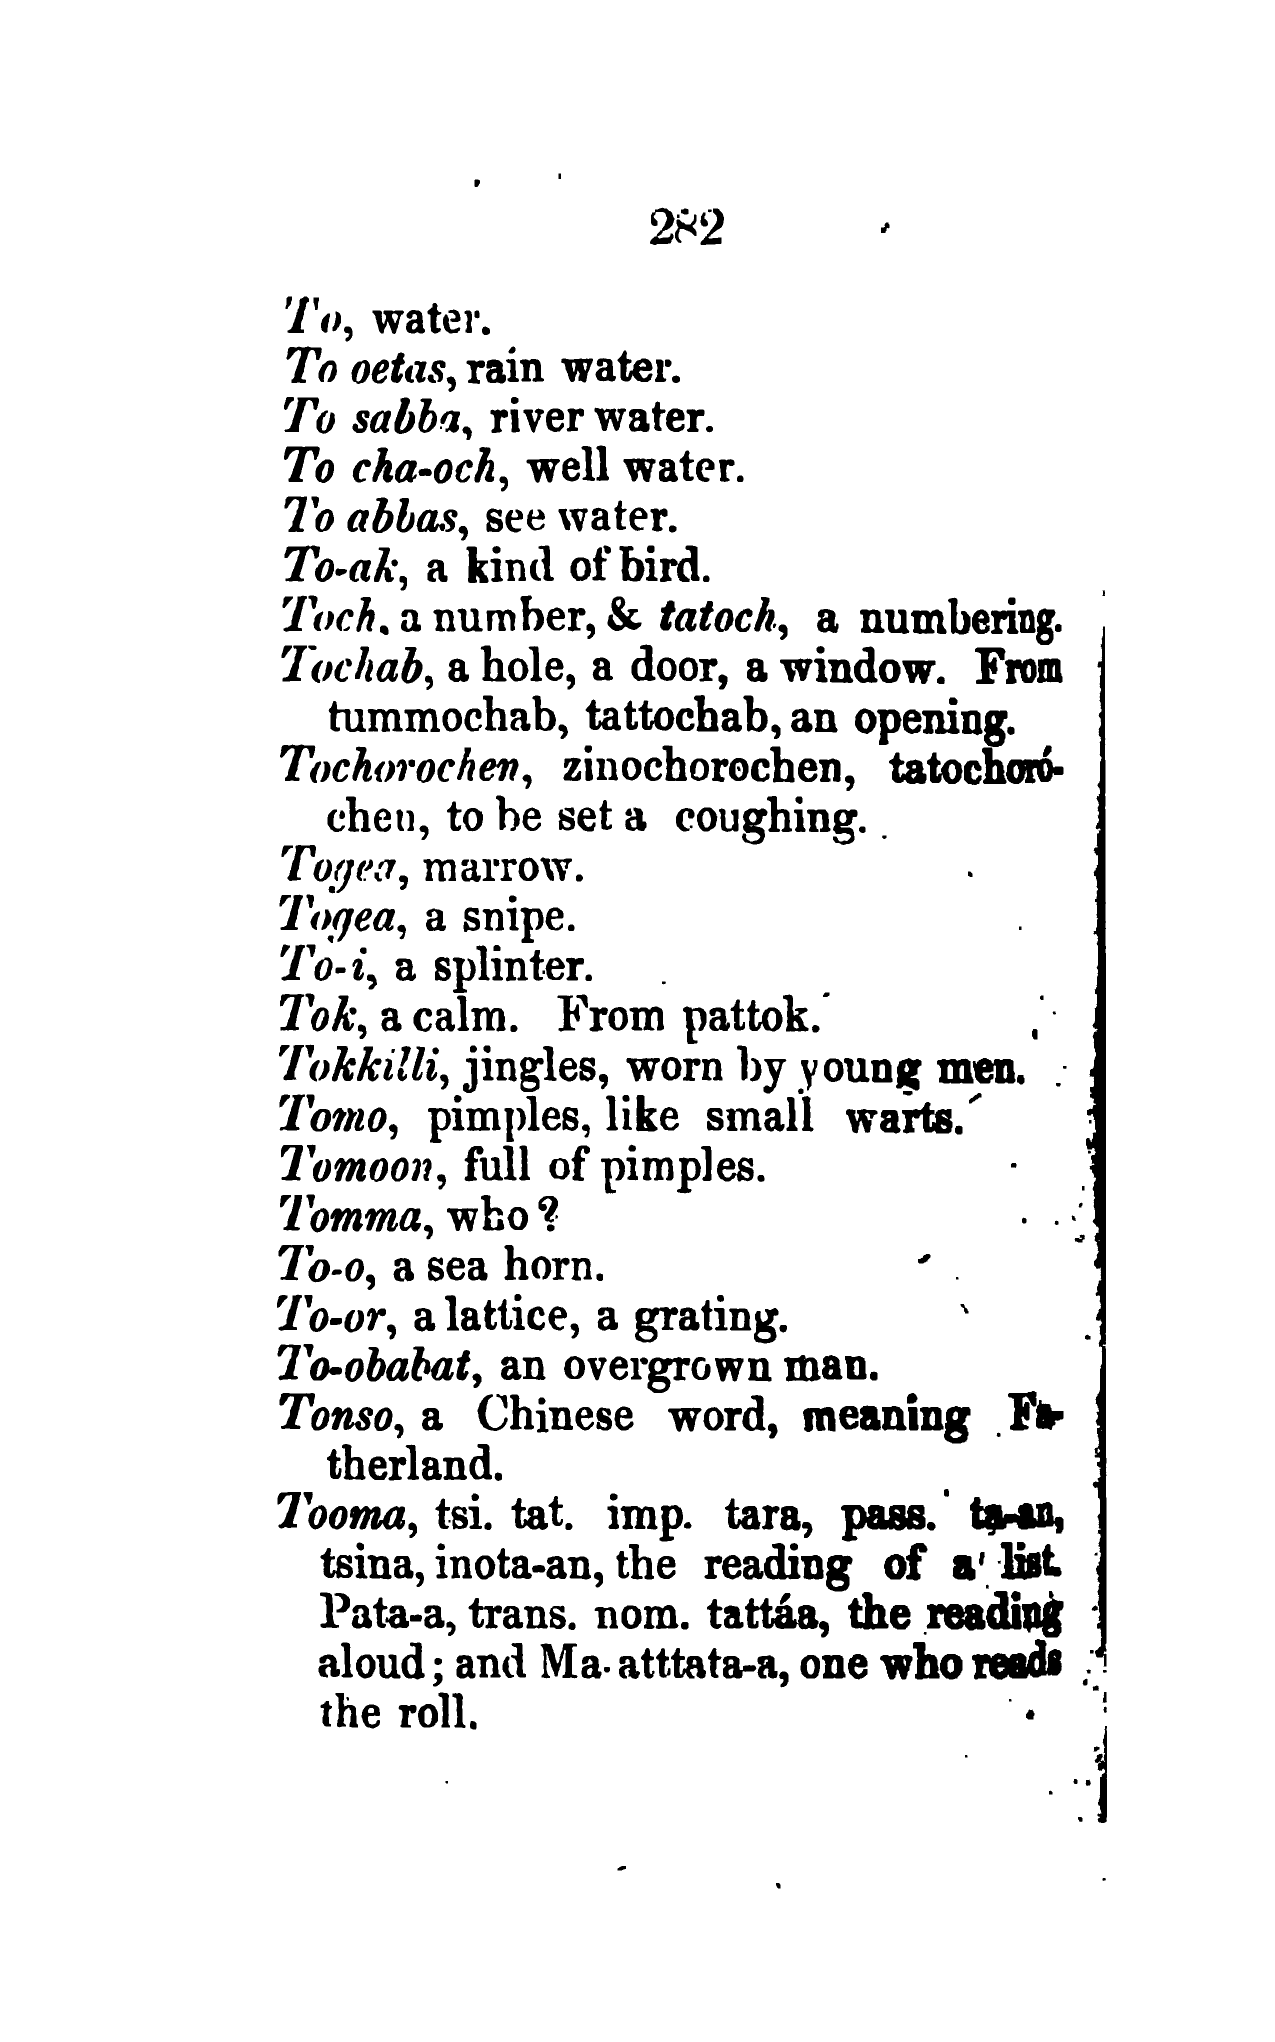 282
To, water.
To oetas, rain water.
To sabba, river water.
To cha-och, well water.
To abbas, see water.
To-ak, a kind of bird.
Toch, a number, & tatoch, a numbering.
Tochab, a hole, a door, a window. From
tummochab, tattochab, an opening.
Tochorochen, zinochorochen, tatochoró-
chen, to be set a coughing.
Togea, marrow.
Togea, a snipe.
To-i, a splinter.
Tok, a calm. From pattok.
Tokkilli, jingles, worn by young men.
Tomo, pimples, like small warts.
Tomoon, full of pimples.
Tomma, who?
To-o, a sea horn.
To-or, a lattice, a grating.
To-obabat, an overgrown man.
Tonso, a Chinese word, meaning Fa-
therland.
Tooma, tsi. tat. imp. tara, pass. ta-an,
tsina, inota-an, the reading of a list.
Pata-a, trans. nom. tattáa, the reading
aloud; and Ma-atttata-a, one who reads
the roll.